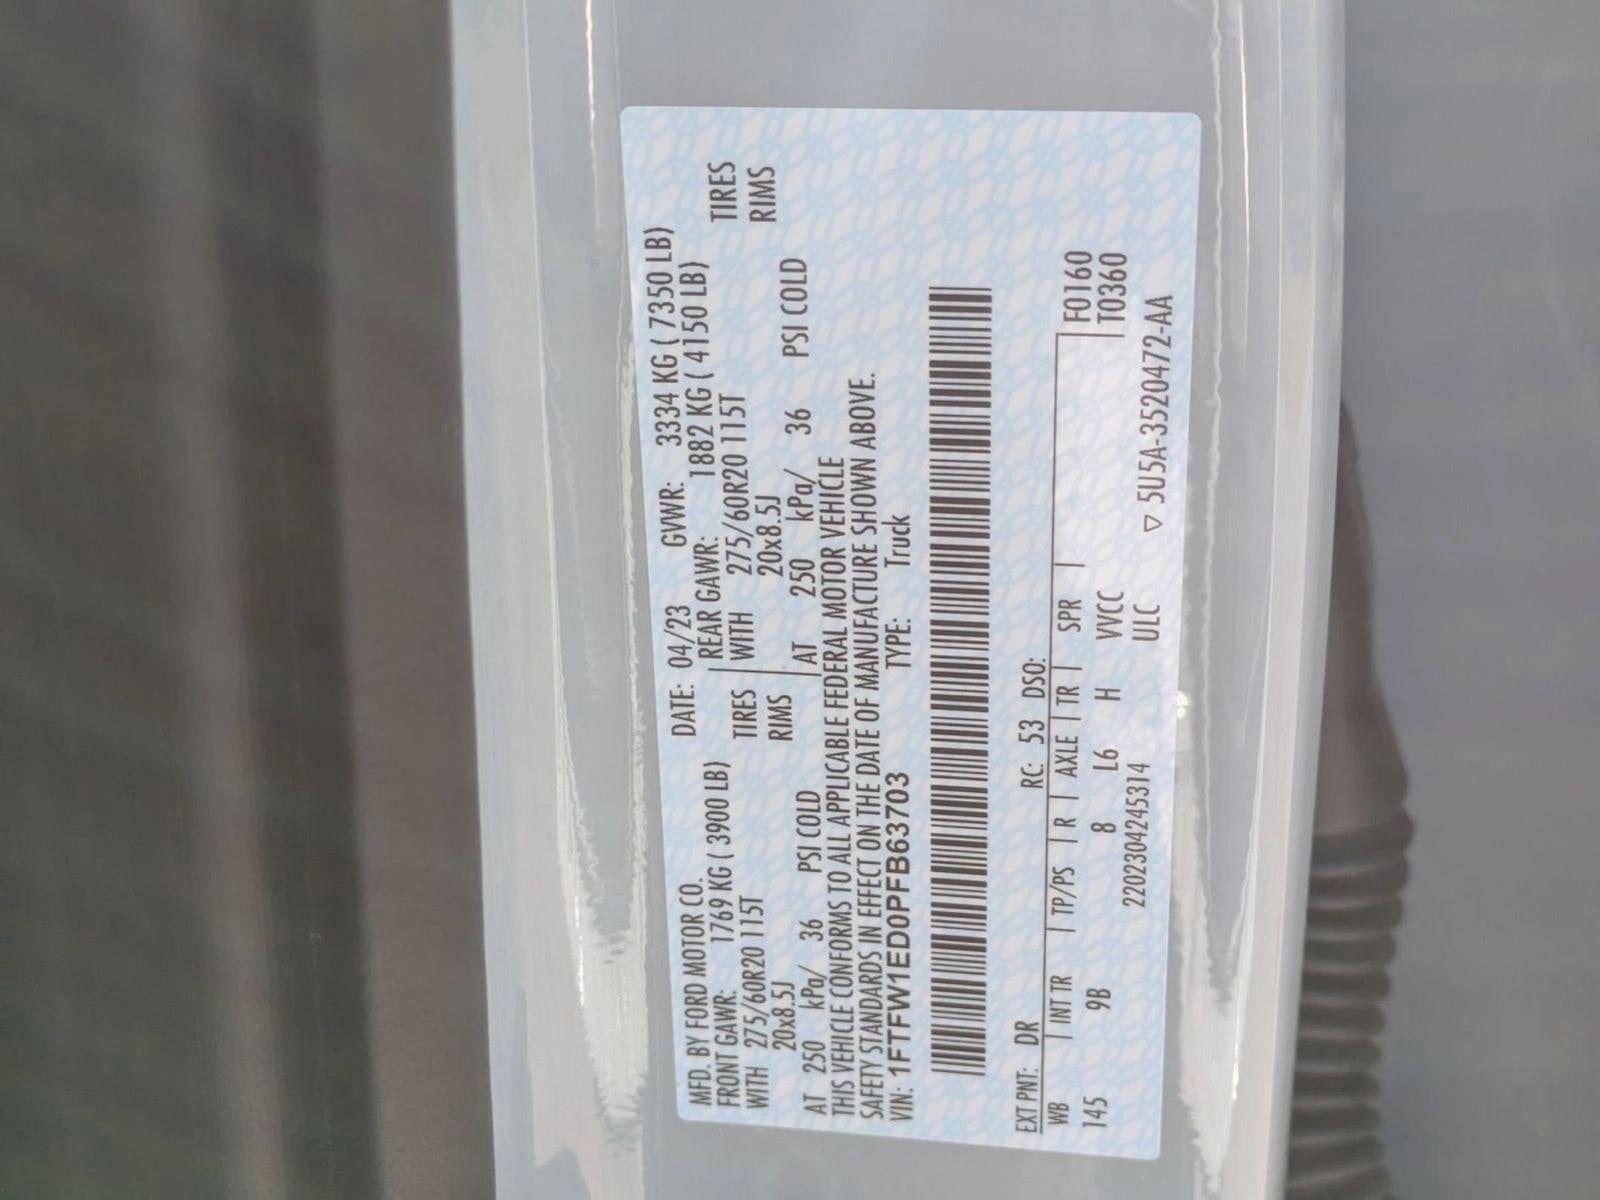 MFD. BY FORD MOTOR CO. DATE: 04/23 GVWR: 3334 KG ( 7350 LB)
FRONT GAWR: 1769 KG ( 3900 LB) REAR GAWR: 1882 KG ( 4150 LB)
WITH 275/60R20 115T TIRES WITH 275/60R20 115T TIRES
20x8.5J RIMS 20x8.5J RIMS
AT 250 kPa/ 36 PSI COLD AT 250 kPa/ 36 PSI COLD
THIS VEHICLE CONFORMS TO ALL APPLICABLE FEDERAL MOTOR VEHICLE
SAFETY STANDARDS IN EFFECT ON THE DATE OF MANUFACTURE SHOWN ABOVE.
VIN: 1FTFW1ED0PFB63703 TYPE: Truck
EXT PNT: DR RC: 53 DSO:
WB INT TR TP/PS R AXLE TR SPR F0160
145 9B 8 L6 H VVCC T0360
220230424531​4 ULC
▽ 5U5A-3520472-AA